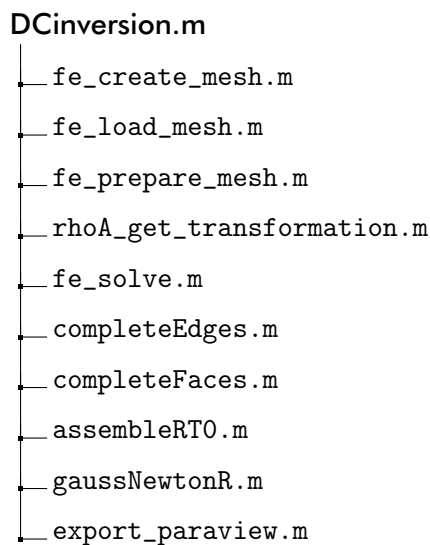 DCinversion.m
fe_create_mesh.m
fe_load_mesh.m
fe_prepare_mesh.m
rhoA_get_transformation.m
fe_solve.m
completeEdges.m
completeFaces.m
assembleRT0.m
gaussNewtonR.m
export_paraview.m